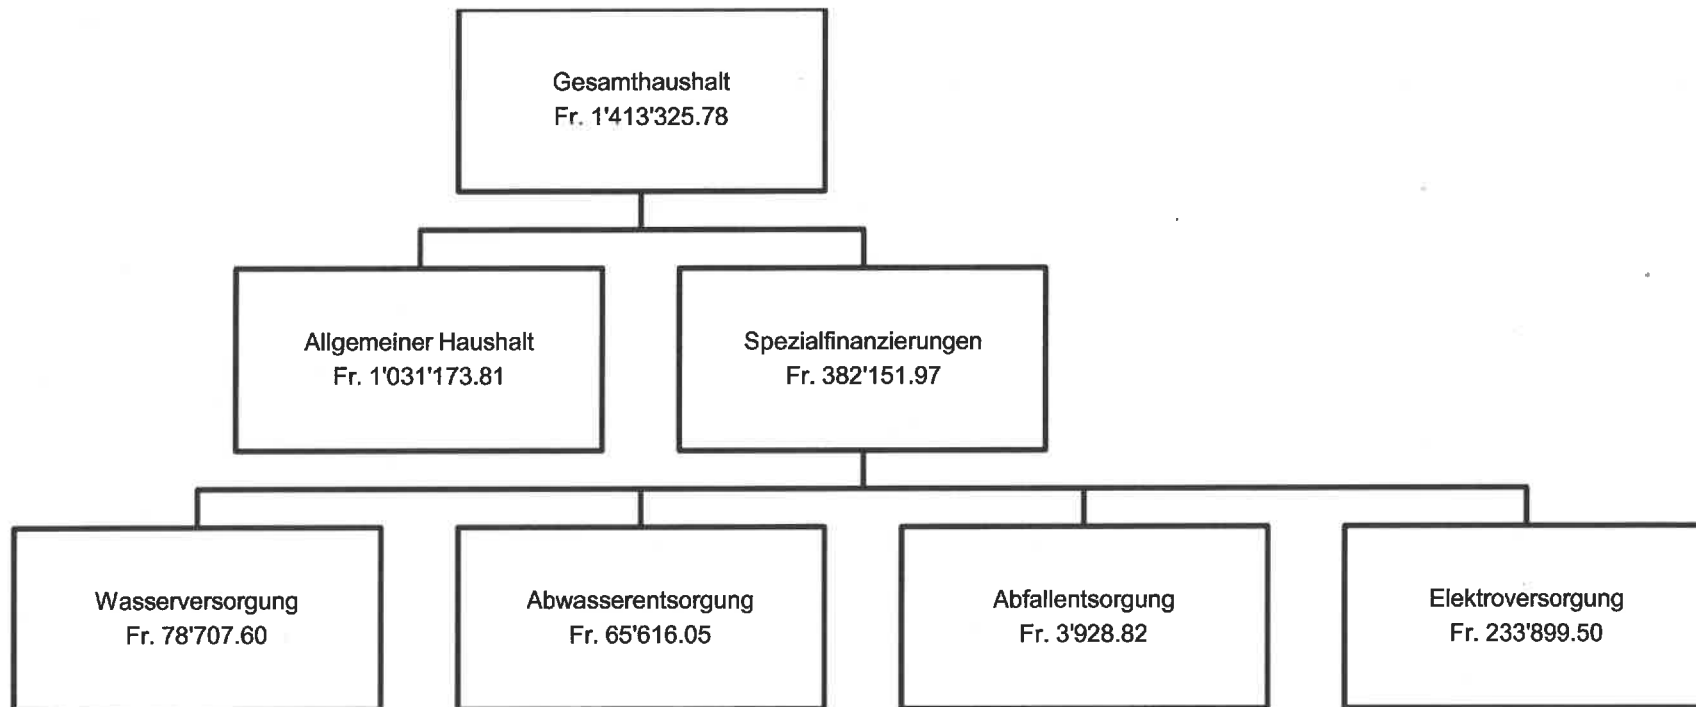 Gesamthaushalt
Fr. 1'413'325.78
Allgemeiner Haushalt
Fr. 1'031'173.81
Spezialfinanzierungen
Fr. 382'151.97
Wasserversorgung
Fr. 78'707.60
Abwasserentsorgung
Fr. 65'616.05
Abfallentsorgung
Fr. 3'928.82
Elektroversorgung
Fr. 233'899.50